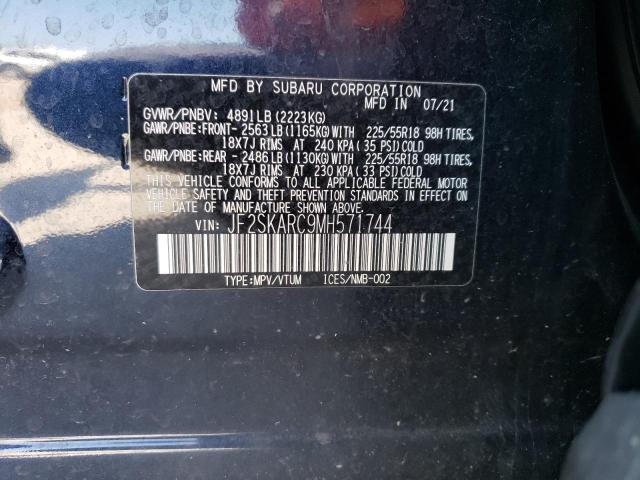 MFD BY SUBARU CORPORATION
MFD. IN 07/21
GVWR/PNBV: 4891LB (2223KG)
GAWR/PNBE:FRONT- 2563LB (1165KG)WITH 225/55R18 98H TIRES,
18X7J RIMS AT 240 KPA( 35 PSI)COLD
GAWR/PNBE:REAR - 2486LB (1130KG)WITH 225/55R18 98H TIRES,
18X7J RIMS AT 230 KPA( 33 PSI)COLD
THIS VEHICLE CONFORMS TO ALL APPLICABLE FEDERAL MOTOR
VEHICLE SAFETY AND THEFT PREVENTION STANDARDS IN EFFECT
ON THE DATE OF MANUFACTURE SHOWN ABOVE.
VIN: JF2SKARC9MH571744
TYPE:MPV/VTUM ICES/NMB-002